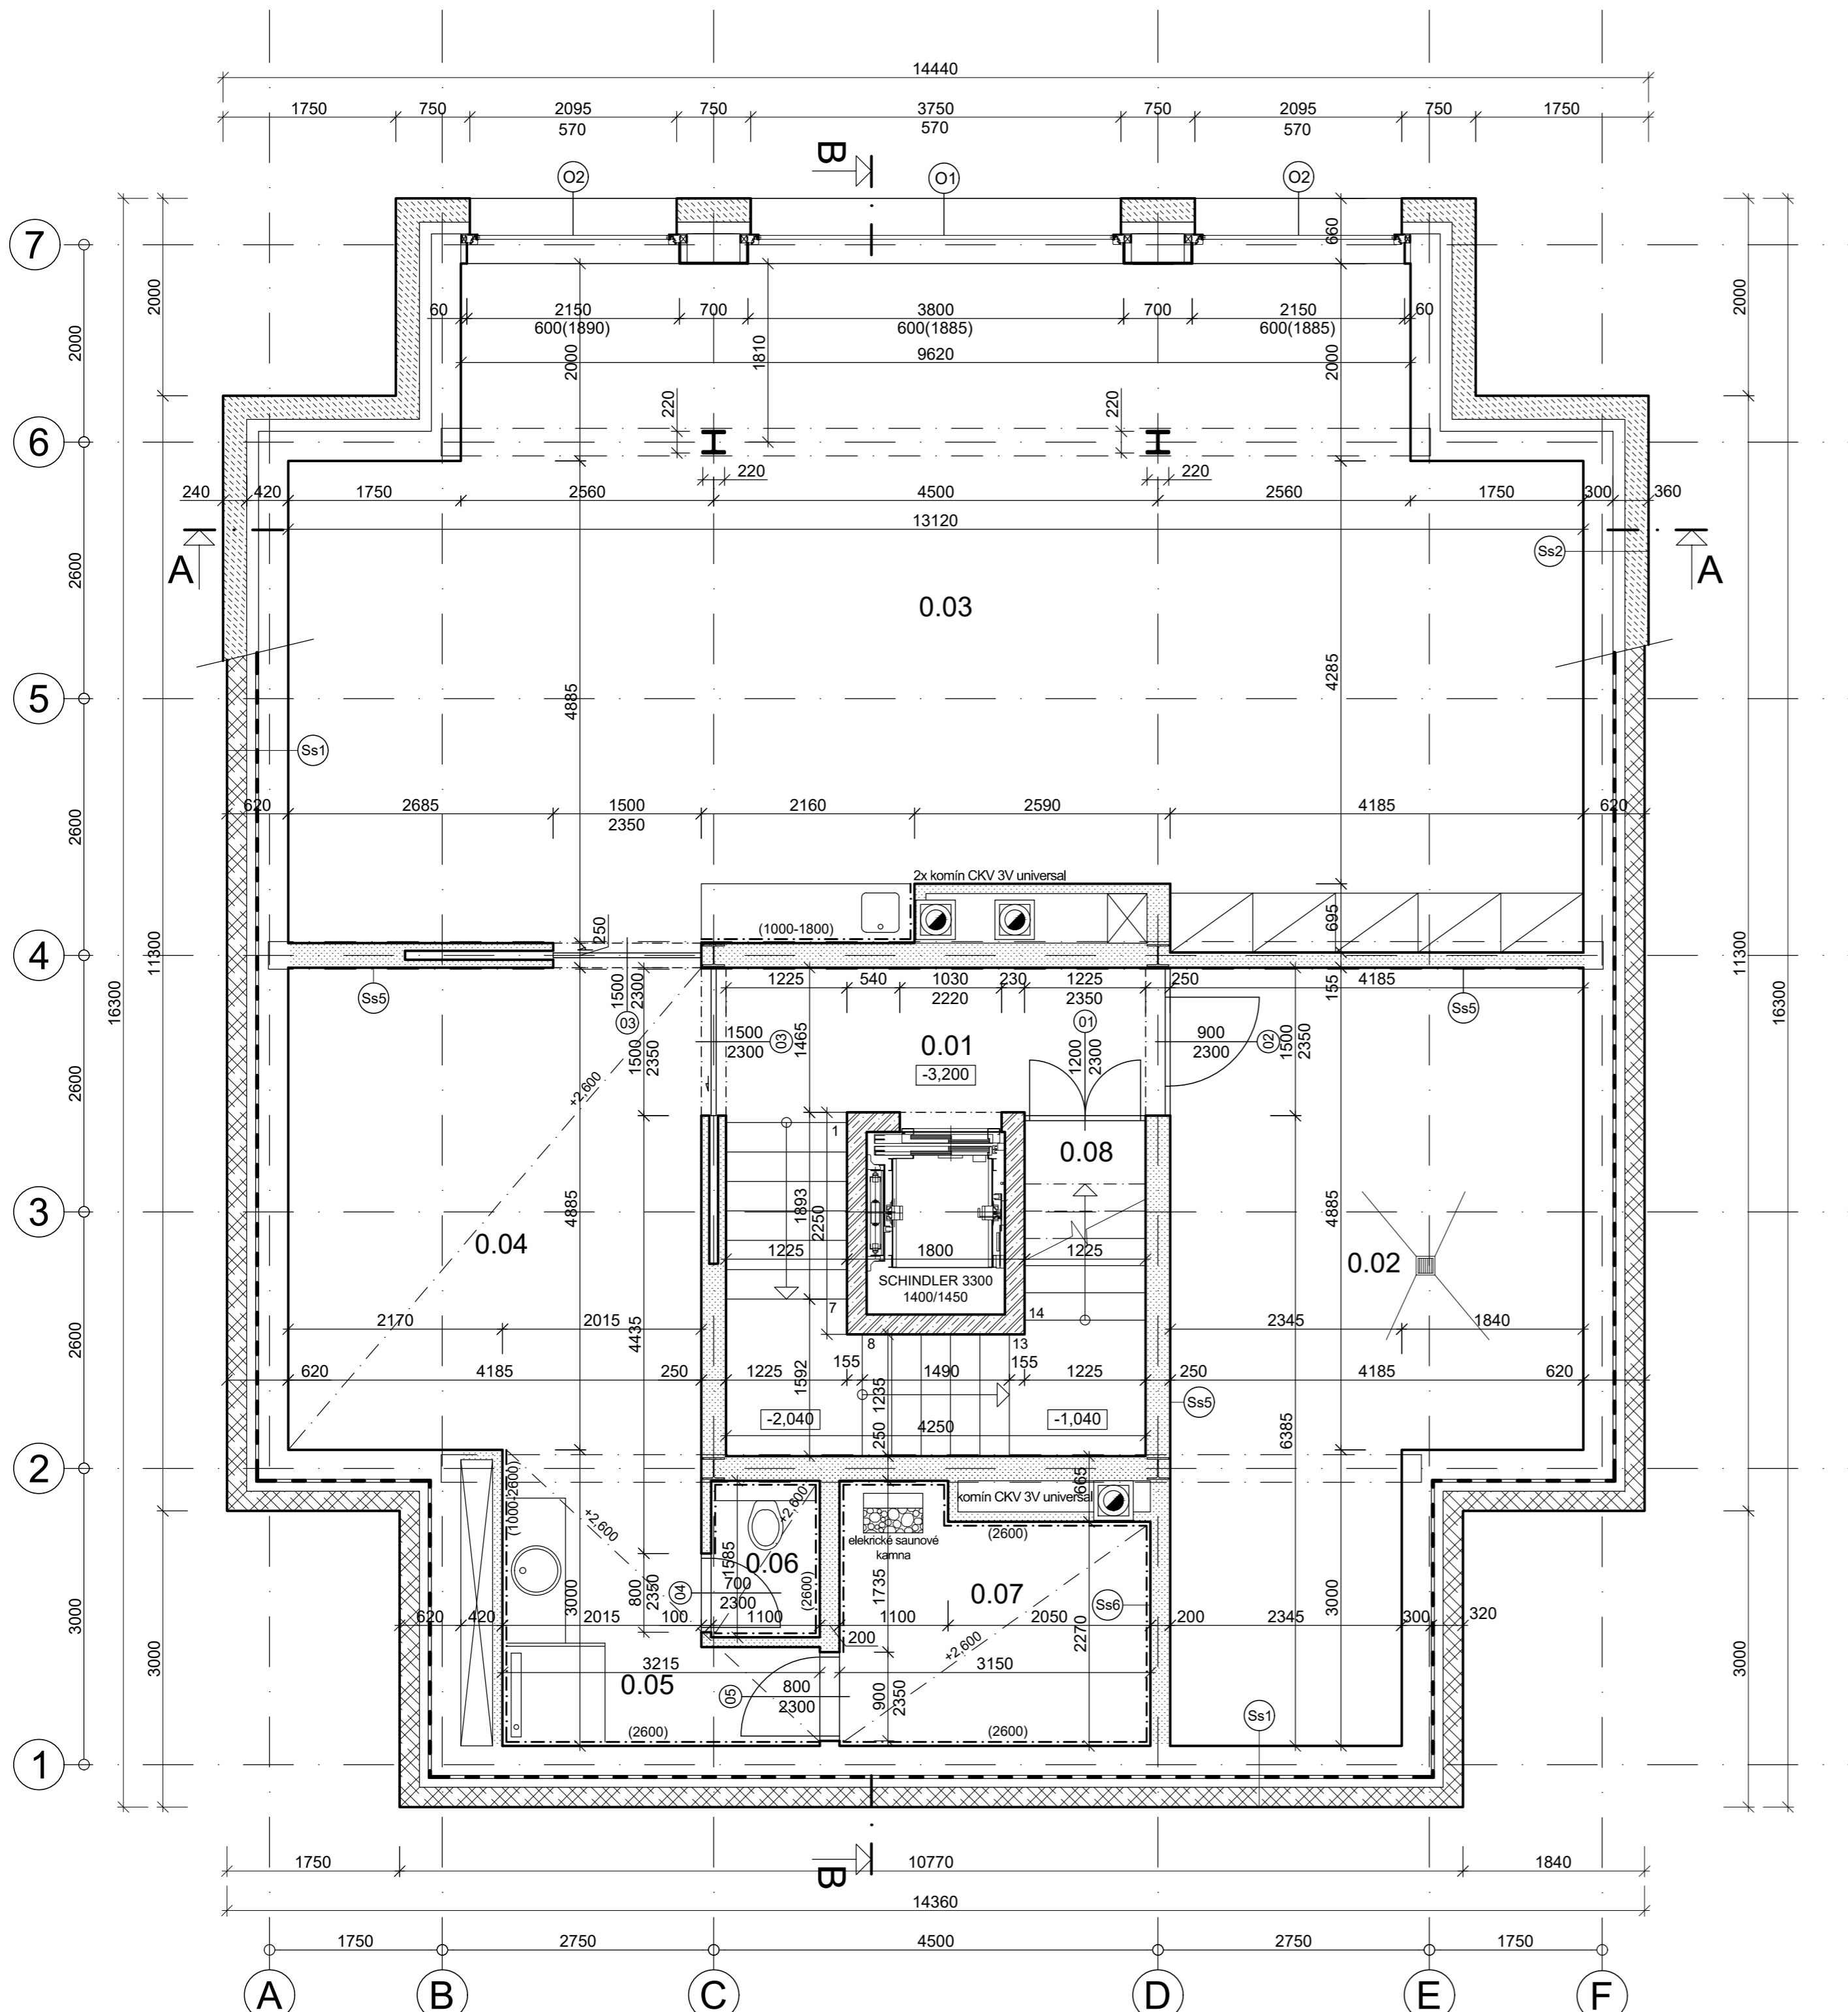 14440
1750 750 2095 750 3750 750 2095 750 1750
570 570 570
B
O2 O1 O2
7
660
2000 2000 2000
60 2150 700 3800 700 2150 60
600(1890) 600(1885) 600(1885)
2000 1810 2000
9620
220 220
6
220 220
240 420 1750 2560 4500 2560 1750 300 360
13120
A Ss2 A
2600
0.03
4285
5
4885
Ss1
2600
620 2685 1500 2160 2590 4185 620
2350
2x komín CKV 3V universal
(1000-1800)
250 695
4
11300 11300
16300 16300
1225 540 1030 230 1225 250 4185
2220 2350
155
Ss5 Ss5
1500
2300
03
1500
2350
1500
2300
03
1465
0.01
-3,200
01
1200
2300
900
2300
02
1500
2350
2600
+2,600
1
0.08
3
4885 4885
0.04
1893
2250
0.02
1225 1800 1225
SCHINDLER 3300
1400/1450
7 14
2170 2015 2345 1840
4435
2600
8 13
620 4185 250 1225 155 1490 155 1225 250 4185 620
1592 1235
Ss5
-2,040 -1,040
4250
250
6385
2
665
(1000-2600)
+2,600
+2,600
komín CKV 3V universal
(2600)
elekrické saunové
kamna
1585
0.06
700
2300
04
800
2350
(2600)
1735
0.07
Ss6
3000 3000 3000 3000 3000
620 420 2015 100 1100 1100 2050 200 2345 300 320
200
2270
+2,600
3215 3150
0.05
05
800
2300
900
2350
Ss1
(2600) (2600)
1
1750 10770 1840
B
14360
1750 2750 4500 2750 1750
A B C D E F